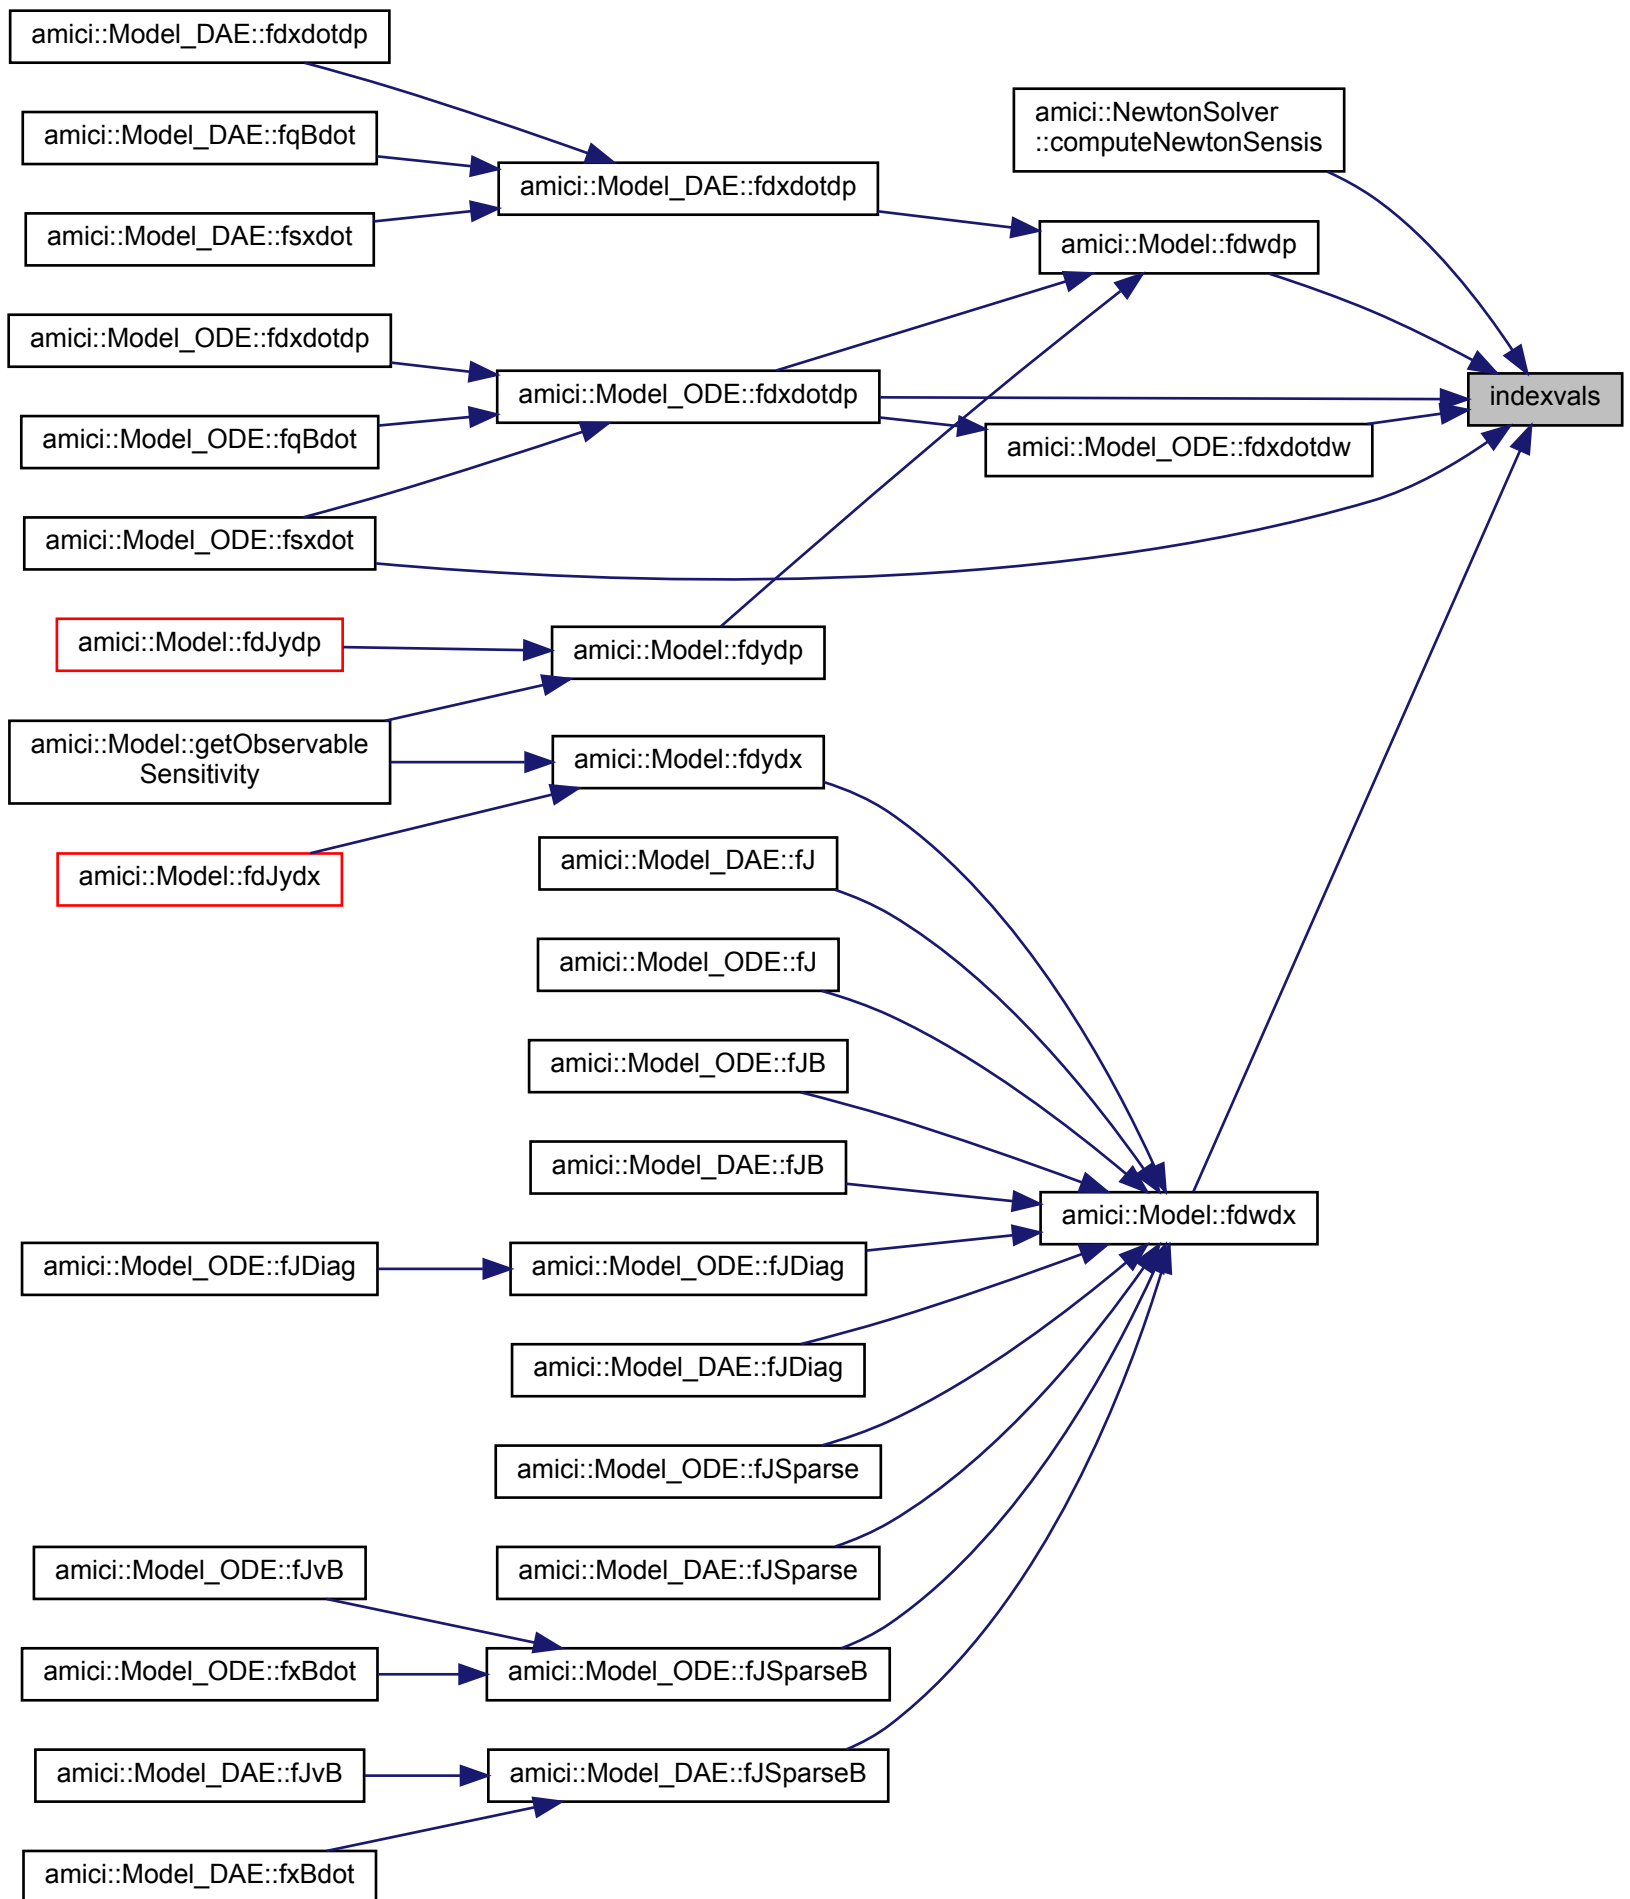 amici::Model_DAE::fdxdotdp
amici::NewtonSolver
::computeNewtonSensis
amici::Model_DAE::fqBdot
amici::Model_DAE::fdxdotdp
amici::Model_DAE::fsxdot
amici::Model::fdwdp
amici::Model_ODE::fdxdotdp
amici::Model_ODE::fdxdotdp
indexvals
amici::Model_ODE::fqBdot
amici::Model_ODE::fdxdotdw
amici::Model_ODE::fsxdot
amici::Model::fdJydp
amici::Model::fdydp
amici::Model::getObservable
Sensitivity
amici::Model::fdydx
amici::Model_DAE::fJ
amici::Model::fdJydx
amici::Model_ODE::fJ
amici::Model_ODE::fJB
amici::Model_DAE::fJB
amici::Model::fdwdx
amici::Model_ODE::fJDiag
amici::Model_ODE::fJDiag
amici::Model_DAE::fJDiag
amici::Model_ODE::fJSparse
amici::Model_DAE::fJSparse
amici::Model_ODE::fJvB
amici::Model_ODE::fxBdot
amici::Model_ODE::fJSparseB
amici::Model_DAE::fJvB
amici::Model_DAE::fJSparseB
amici::Model_DAE::fxBdot